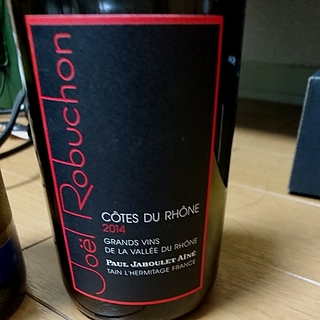 Joël Robuchon
CÔTES DU RHÔNE
2014
GRANDS VINS
DE LA VALLÉE DU RHÔNE
PAUL JABOULET AÎNÉ
TAIN L'HERMITAGE FRANCE